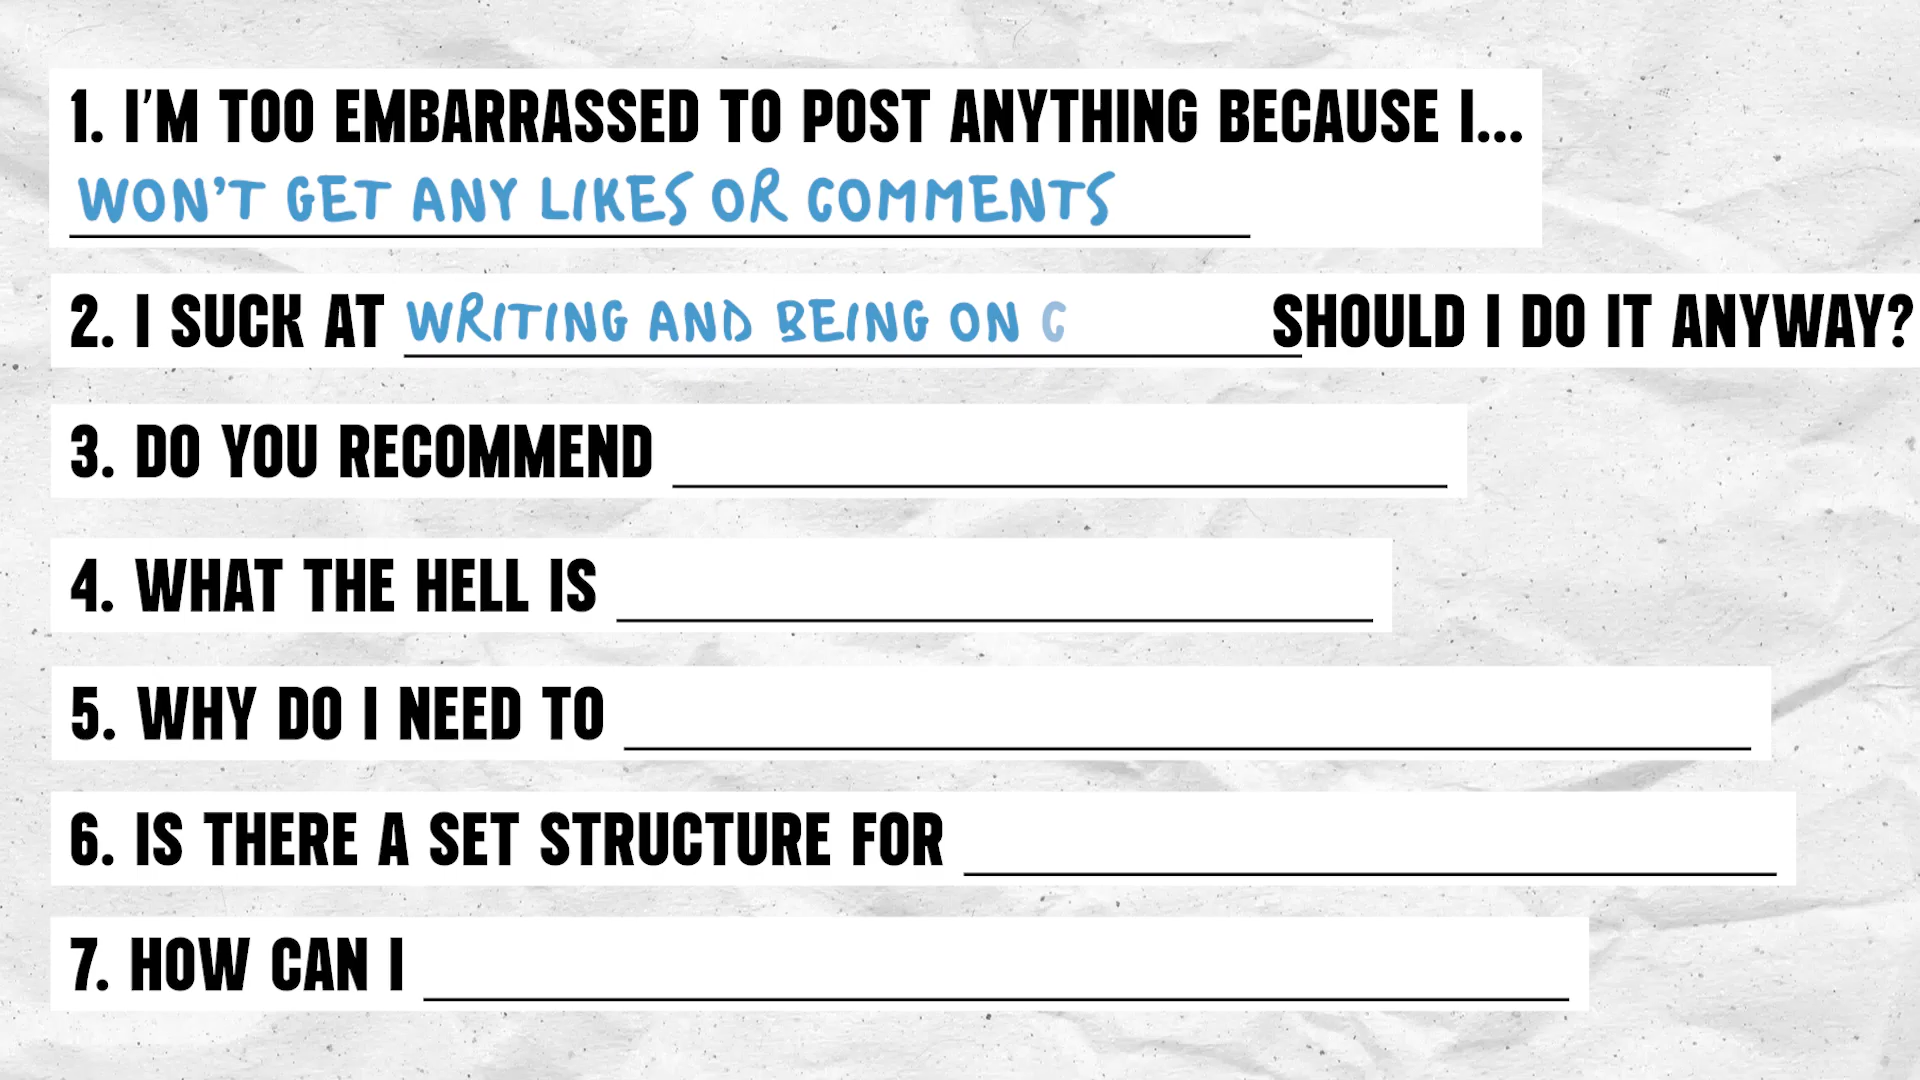 1. I'M TOO EMBARRASSED TO POST ANYTHING BECAUSE I...
WON'T GET ANY LIKES OR COMMENTS
2. I SUCK AT WRITING AND BEING ON C SHOULD I DO IT ANYWAY?
3. DO YOU RECOMMEND
4. WHAT THE HELL IS
5. WHY DO I NEED TO
6. IS THERE A SET STRUCTURE FOR
7. HOW CAN I